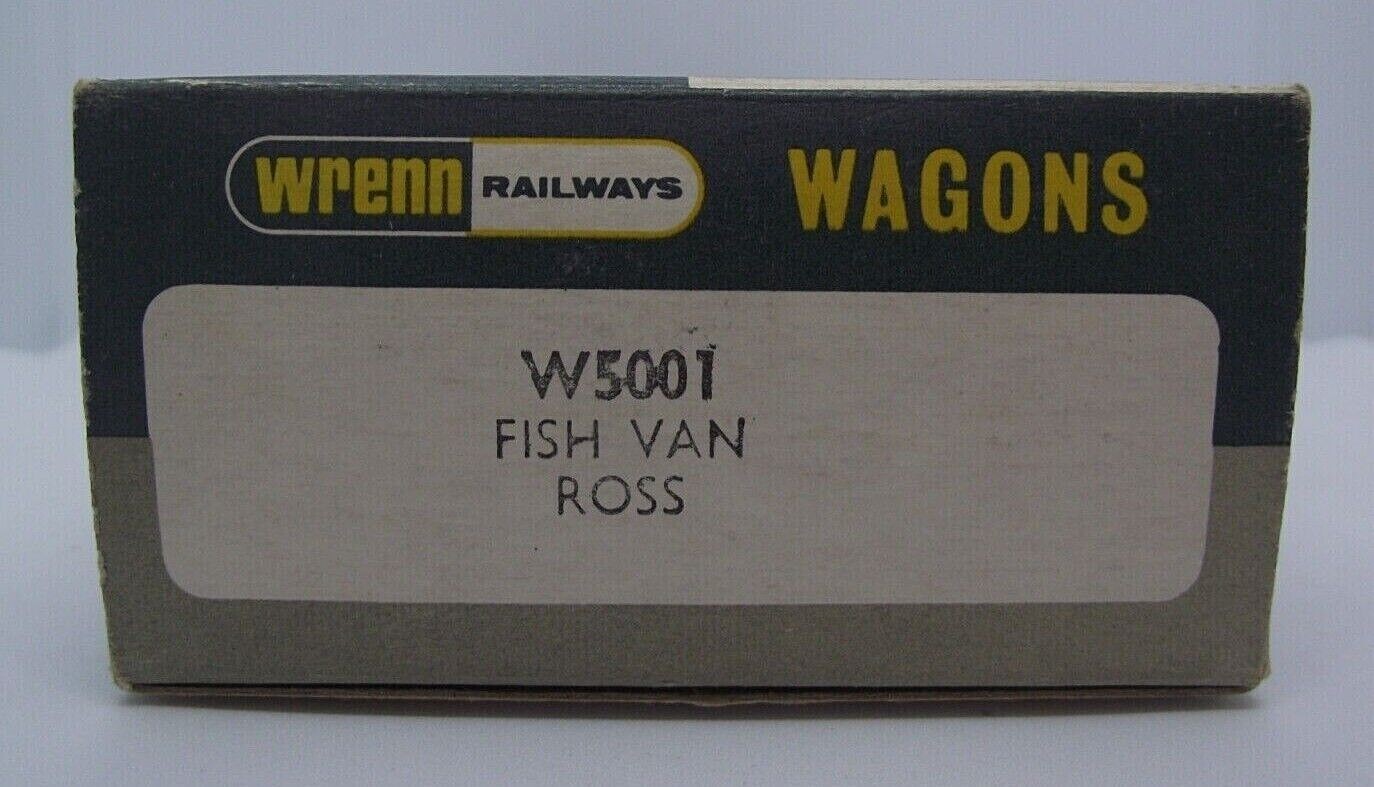 wrenn RAILWAYS WAGONS
W5001
FISH VAN
ROSS